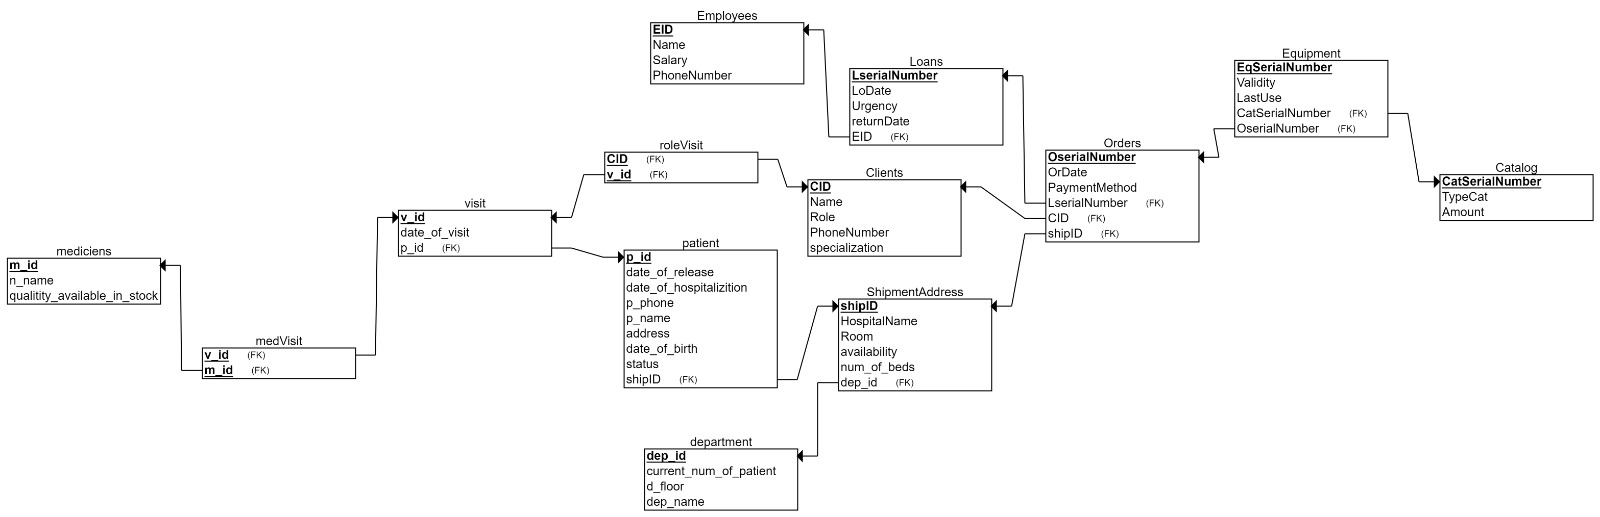 Employees
EID
Name
Salary
PhoneNumber
Loans
LserialNumber
LoDate
Urgency
returnDate
EID (FK)
Equipment
EqSerialNumber
Validity
LastUse
CatSerialNumber (FK)
OserialNumber (FK)
Orders
OserialNumber
OrDate
PaymentMethod
LserialNumber (FK)
CID (FK)
shipID (FK)
Catalog
CatSerialNumber
TypeCat
Amount
roleVisit
CID (FK)
v_id (FK)
Clients
CID
Name
Role
PhoneNumber
specialization
visit
v_id
date_of_visit
p_id (FK)
patient
p_id
date_of_release
date_of_hospitalizition
p_phone
p_name
address
date_of_birth
status
shipID (FK)
mediciens
m_id
n_name
qualitity_available_in_stock
medVisit
v_id (FK)
m_id (FK)
ShipmentAddress
shipID
HospitalName
Room
availability
num_of_beds
dep_id (FK)
department
dep_id
current_num_of_patient
d_floor
dep_name